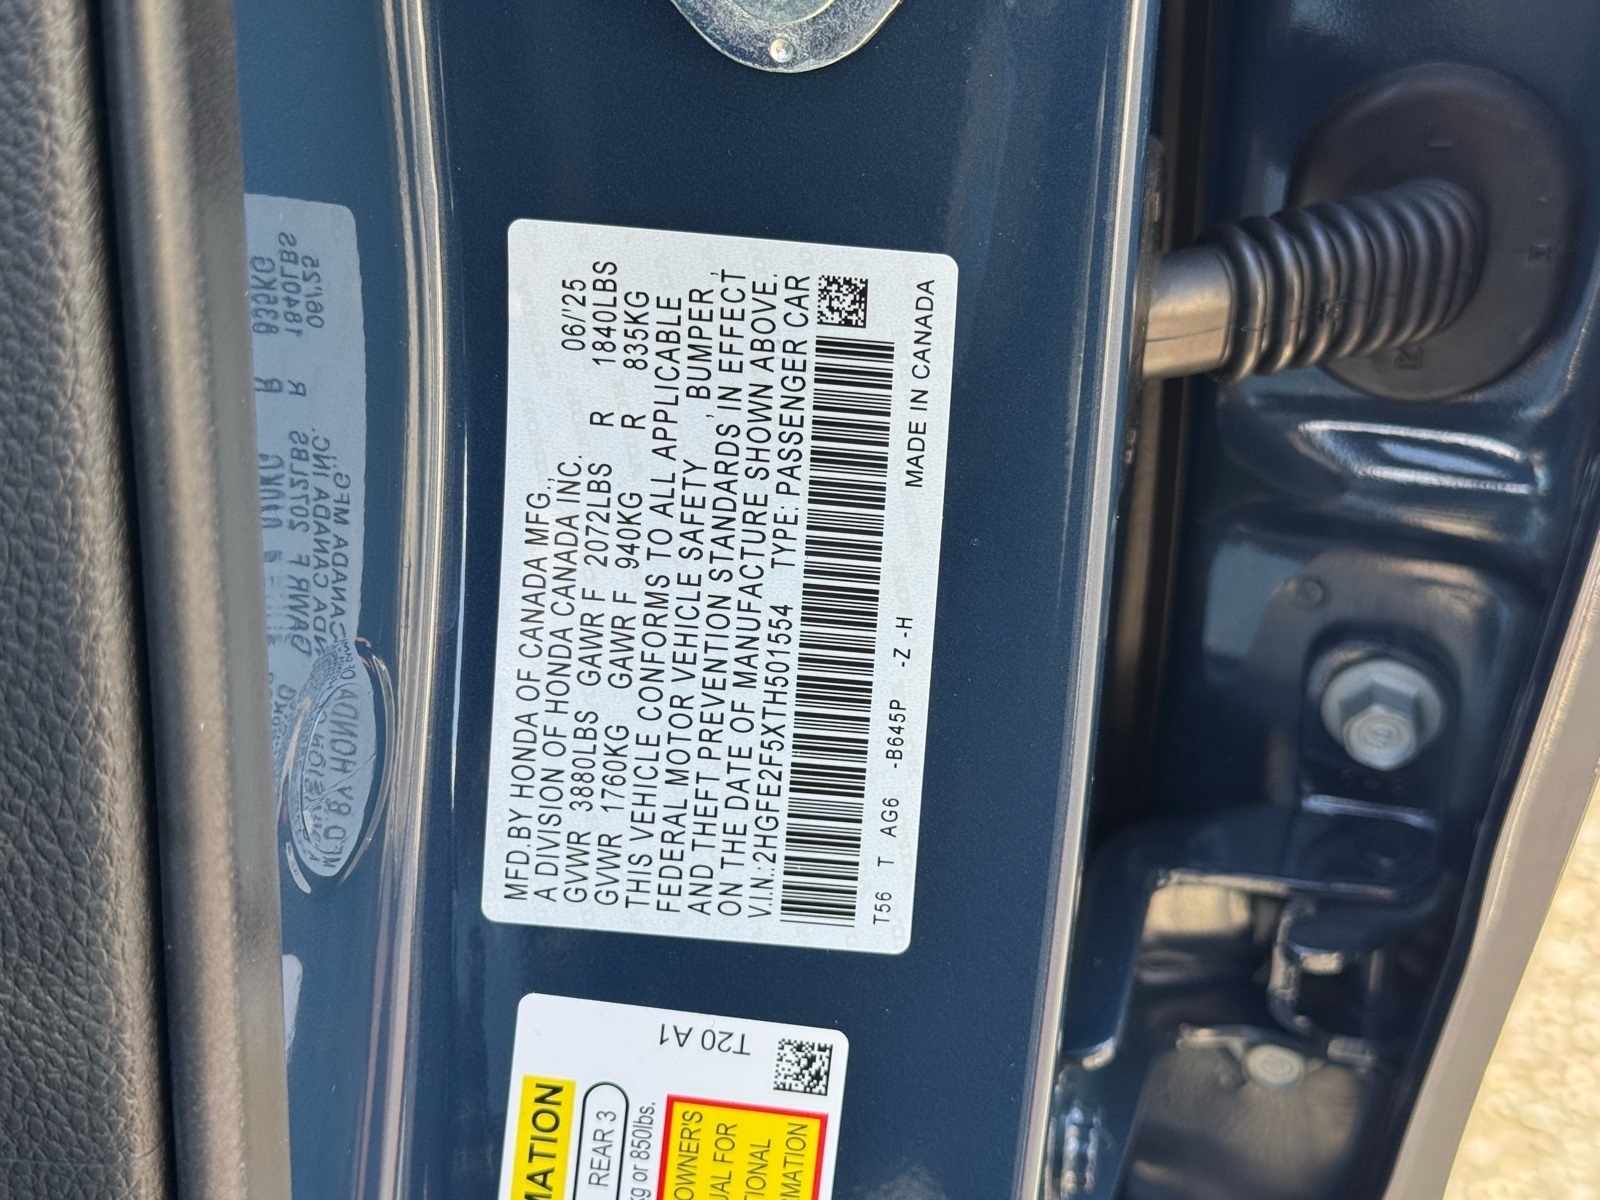 MFD.BY HONDA OF CANADA MFG., 06/'25
A DIVISION OF HONDA CANADA INC.
GVWR 3880LBS GAWR F 2072LBS R 1840LBS
GVWR 1760KG GAWR F 940KG R 835KG
THIS VEHICLE CONFORMS TO ALL APPLICABLE
FEDERAL MOTOR VEHICLE SAFETY , BUMPER,
AND THEFT PREVENTION STANDARDS IN EFFECT
ON THE DATE OF MANUFACTURE SHOWN ABOVE.
V.I.N.:2HGFE2F5XTH501554 TYPE: PASSENGER CAR
T56 T AG6 -B645P -Z -H
MADE IN CANADA
T20 A1
MATION
REAR 3
kg or 850lbs.
OWNER'S
UAL FOR
TIONAL
RMATION